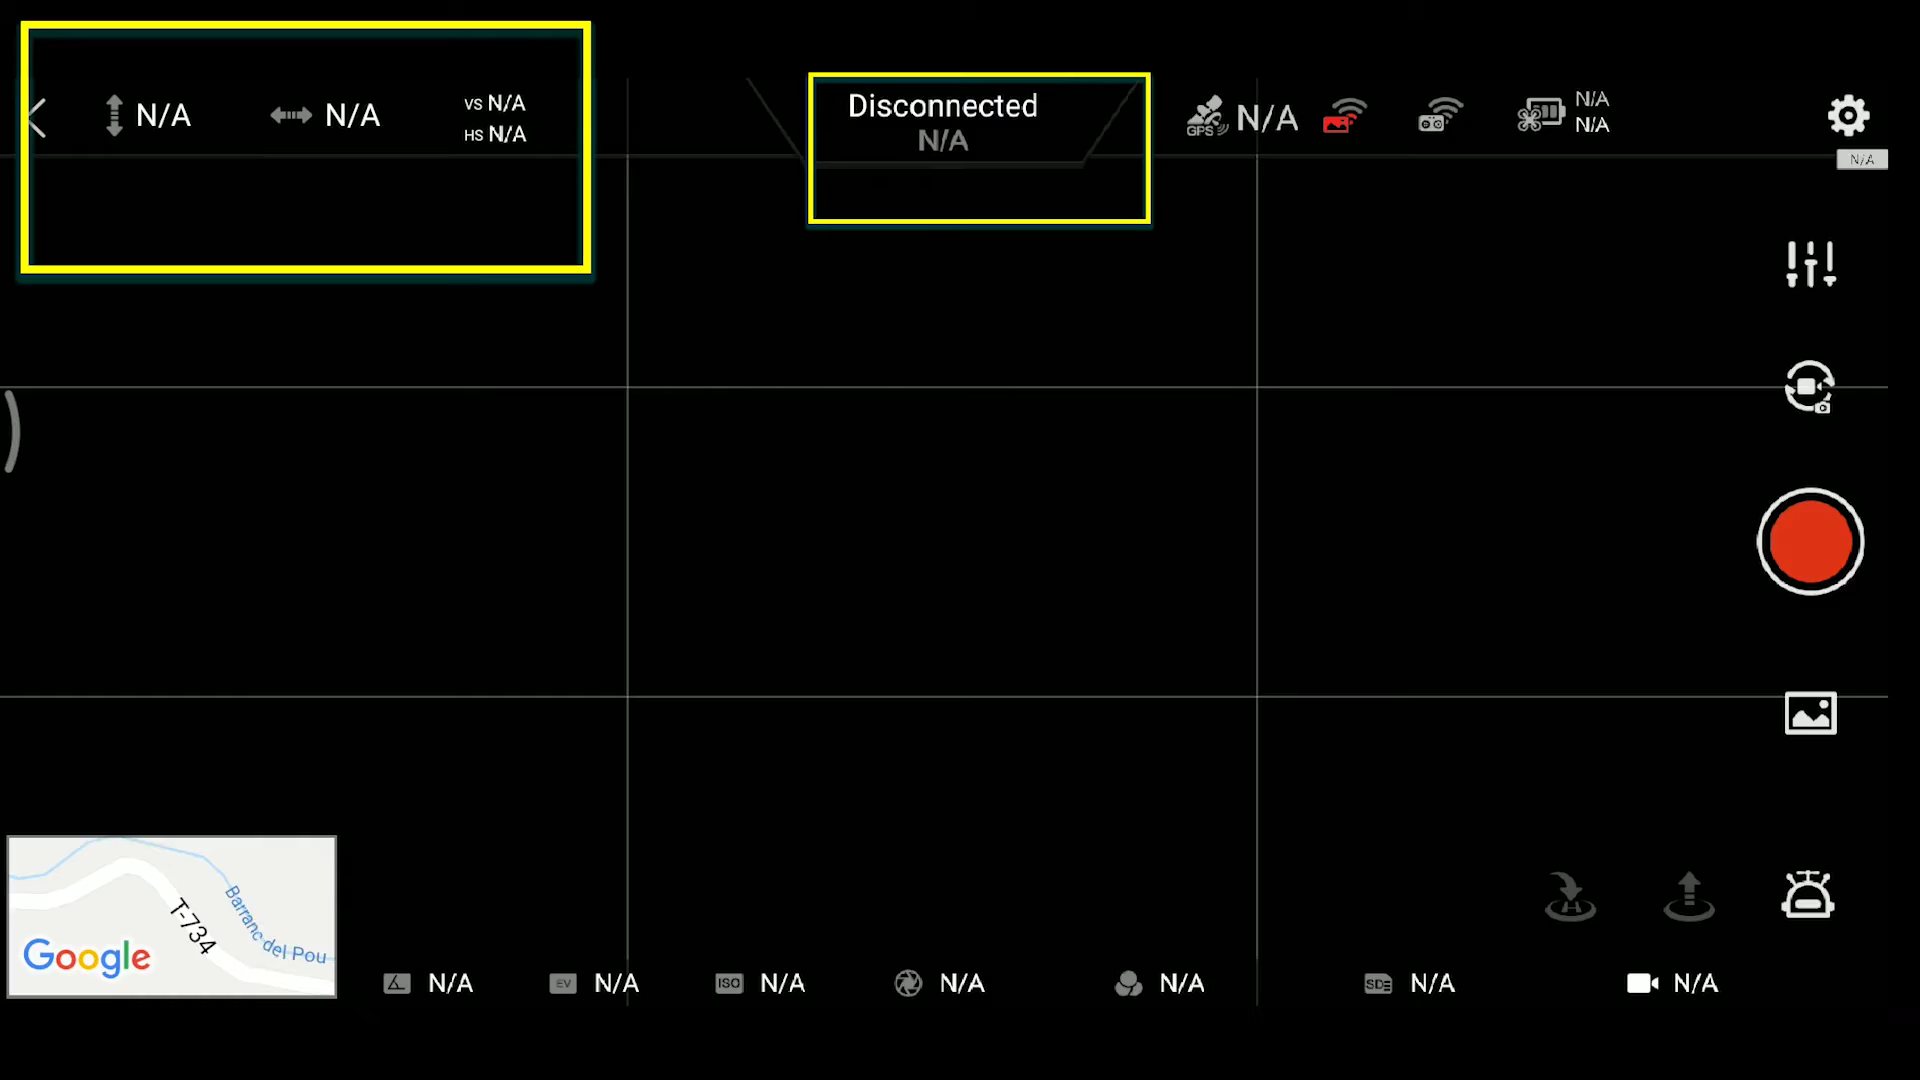 N/A
N/A
VS N/A
HS N/A
Disconnected
N/A
GPS
N/A
N/A
N/A
N/A
T-734
Barranc del Pou
Google
N/A
EV N/A
ISO N/A
N/A
N/A
SD N/A
N/A